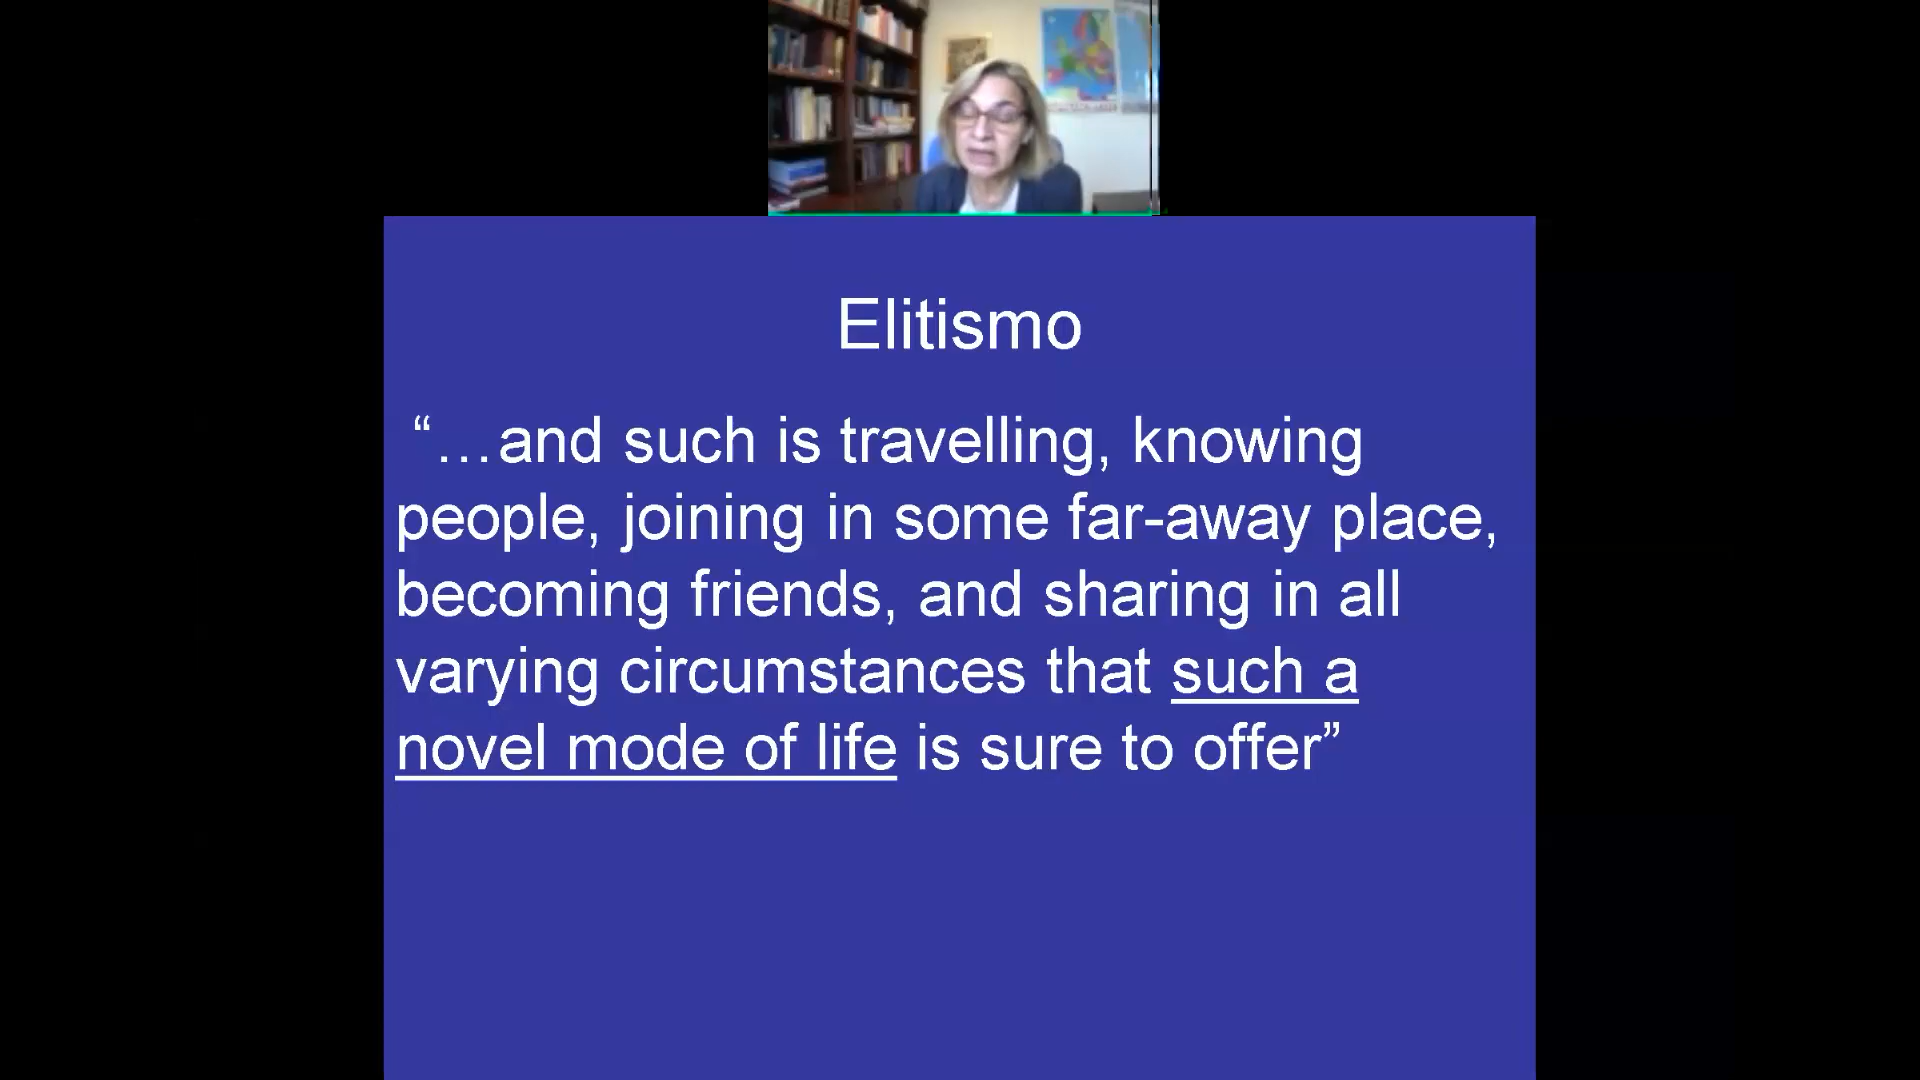 Elitismo
“…and such is travelling, knowing
people, joining in some far-away place,
becoming friends, and sharing in all
varying circumstances that such a
novel mode of life is sure to offer”